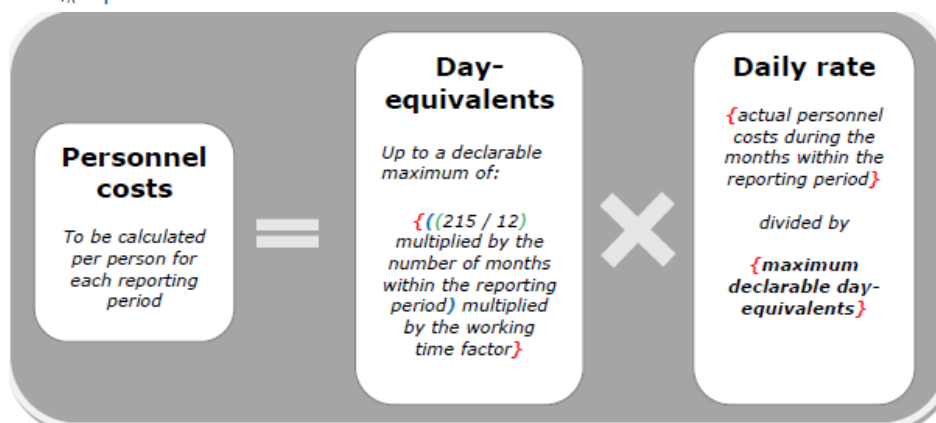 Personnel
costs
To be calculated
per person for
each reporting
period
=
Day-
equivalents
Up to a declarable
maximum of:
{((215 / 12)
multiplied by the
number of months
within the reporting
period) multiplied
by the working
time factor}
×
Daily rate
{actual personnel
costs during the
months within the
reporting period}
divided by
{maximum
declarable day-
equivalents}